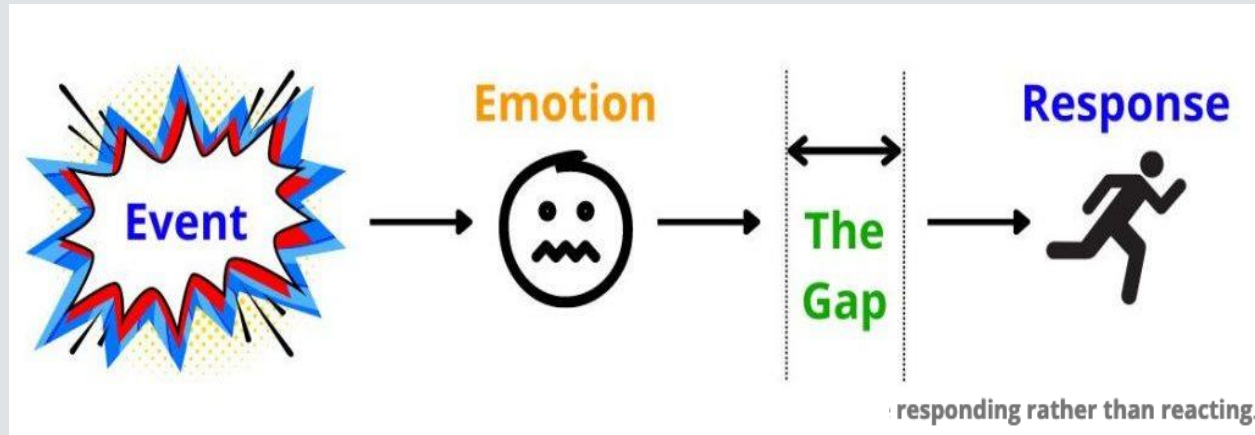 Event
Emotion
The
Gap
Response
responding rather than reacting.